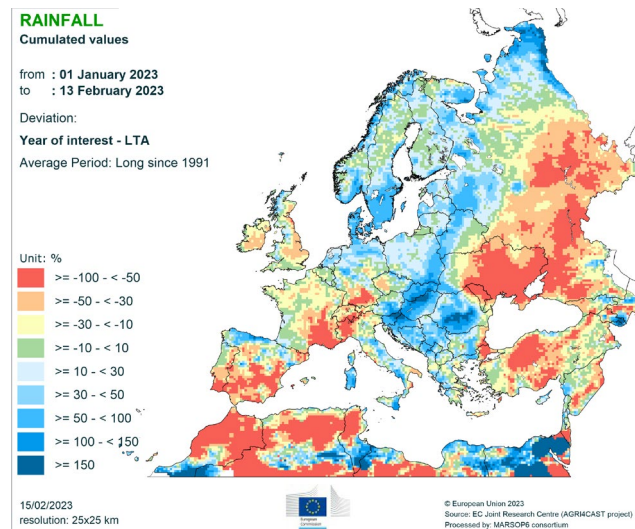 RAINFALL
Cumulated values
from : 01 January 2023
to : 13 February 2023
Deviation:
Year of interest - LTA
Average Period: Long since 1991
Unit: %
>= -100 - < -50
>= -50 - < -30
>= -30 - < -10
>= -10 - < 10
>= 10 - < 30
>= 30 - < 50
>= 50 - < 100
>= 100 - < 150
>= 150
15/02/2023
resolution: 25x25 km
European
Commission
© European Union 2023
Source: EC Joint Research Centre (AGRI4CAST project)
Processed by: MARSOP6 consortium